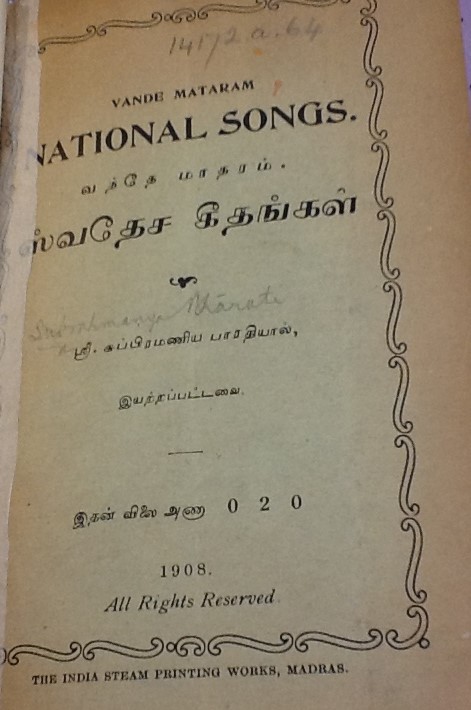 14172.a.64
VANDE MATARAM
NATIONAL SONGS.
வந்தே மாதரம்.
ஸ்வதேச கீதங்கள்
Subrahmanya Bhārati
ஸ்ரீ. சுப்பிரமணிய பாரதியால்,
இயற்றப்பட்டவை.
இதன் விலை அணா 0 2 0
1908.
All Rights Reserved
THE INDIA STEAM PRINTING WORKS, MADRAS.